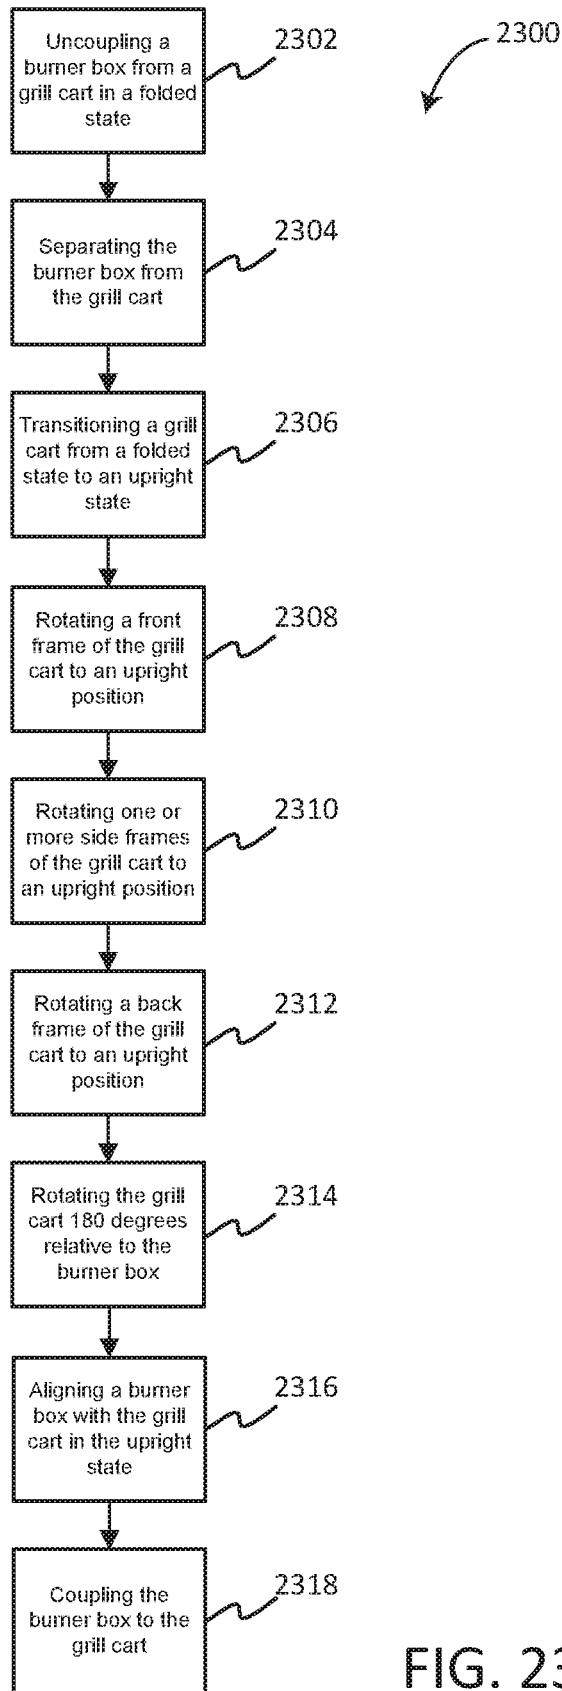 2300
Uncoupling a
burner box from a
grill cart in a folded
state
2302
Separating the
burner box from
the grill cart
2304
Transitioning a grill
cart from a folded
state to an upright
state
2306
Rotating a front
frame of the grill
cart to an upright
position
2308
Rotating one or
more side frames
of the grill cart to
an upright position
2310
Rotating a back
frame of the grill
cart to an upright
position
2312
Rotating the grill
cart 180 degrees
relative to the
burner box
2314
Aligning a burner
box with the grill
cart in the upright
state
2316
Coupling the
burner box to the
grill cart
2318
FIG. 23